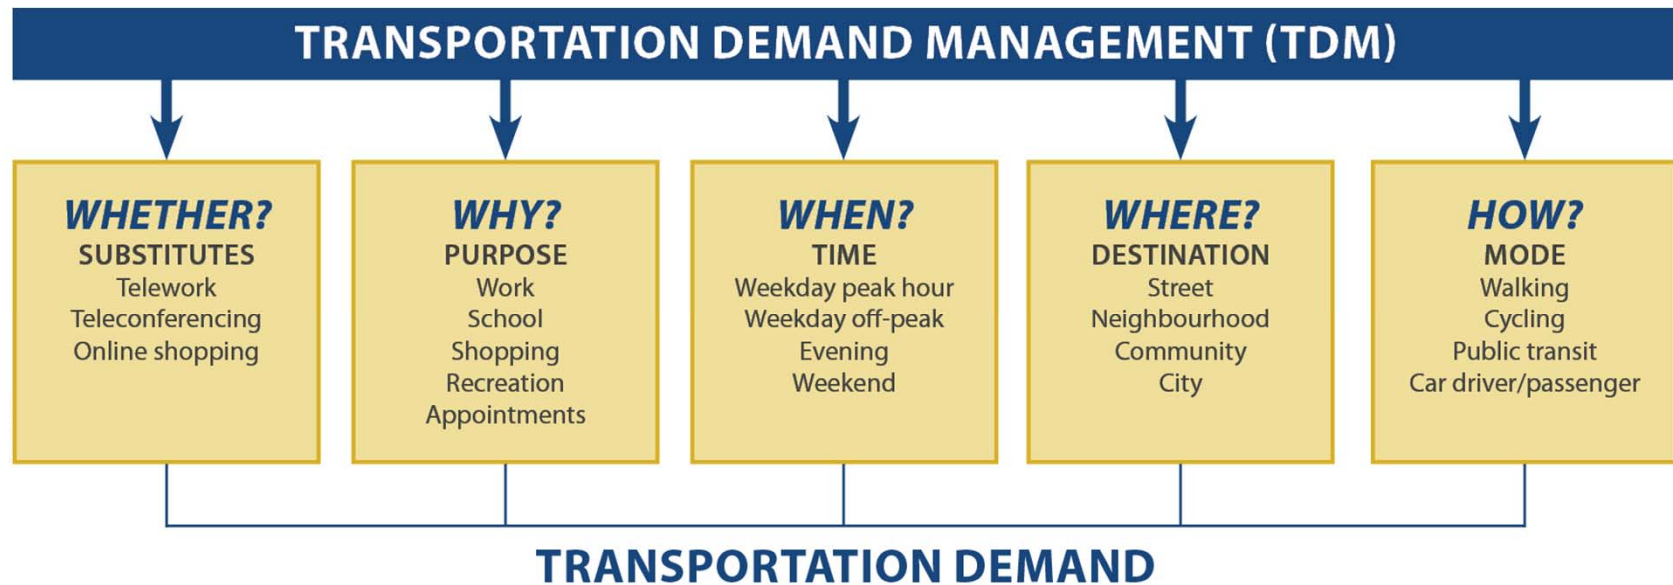 TRANSPORTATION DEMAND MANAGEMENT (TDM)
WHETHER?
SUBSTITUTES
Telework
Teleconferencing
Online shopping
WHY?
PURPOSE
Work
School
Shopping
Recreation
Appointments
WHEN?
TIME
Weekday peak hour
Weekday off-peak
Evening
Weekend
WHERE?
DESTINATION
Street
Neighbourhood
Community
City
HOW?
MODE
Walking
Cycling
Public transit
Car driver/passenger
TRANSPORTATION DEMAND